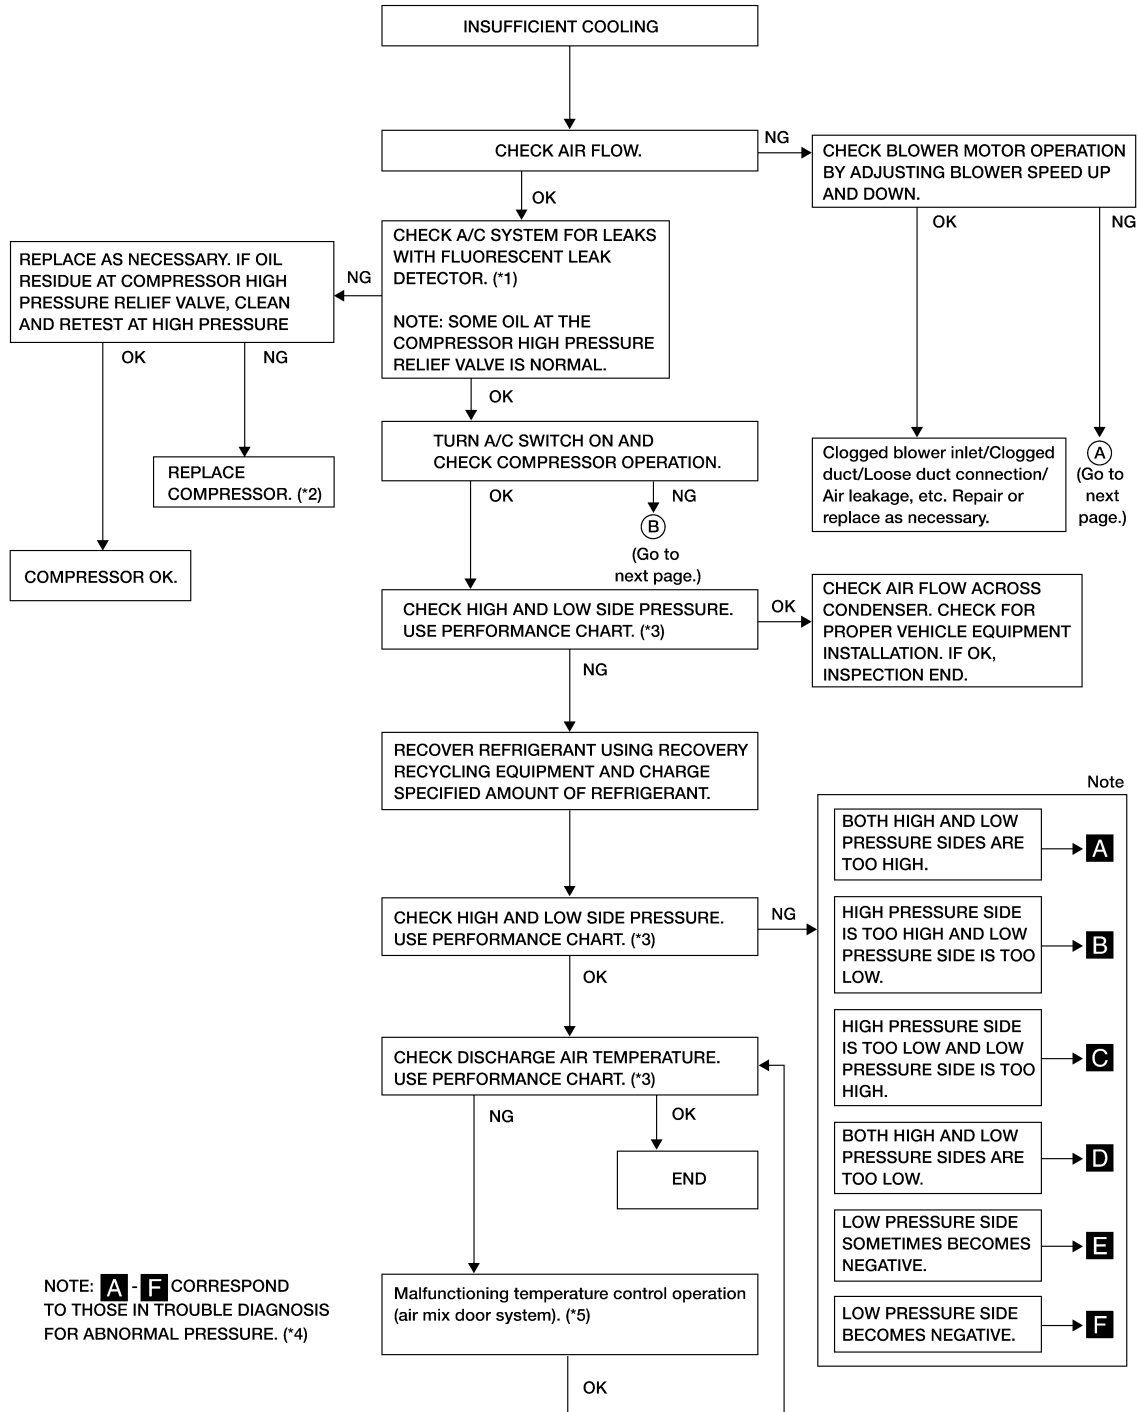 INSUFFICIENT COOLING
CHECK AIR FLOW.
NG
CHECK BLOWER MOTOR OPERATION
BY ADJUSTING BLOWER SPEED UP
AND DOWN.
OK
OK
NG
CHECK A/C SYSTEM FOR LEAKS
WITH FLUORESCENT LEAK
DETECTOR. (*1)
NOTE: SOME OIL AT THE
COMPRESSOR HIGH PRESSURE
RELIEF VALVE IS NORMAL.
NG
REPLACE AS NECESSARY. IF OIL
RESIDUE AT COMPRESSOR HIGH
PRESSURE RELIEF VALVE, CLEAN
AND RETEST AT HIGH PRESSURE
OK
NG
REPLACE
COMPRESSOR. (*2)
COMPRESSOR OK.
OK
TURN A/C SWITCH ON AND
CHECK COMPRESSOR OPERATION.
OK
NG
B
(Go to
next page.)
Clogged blower inlet/Clogged
duct/Loose duct connection/
Air leakage, etc. Repair or
replace as necessary.
A
(Go to
next
page.)
CHECK HIGH AND LOW SIDE PRESSURE.
USE PERFORMANCE CHART. (*3)
OK
CHECK AIR FLOW ACROSS
CONDENSER. CHECK FOR
PROPER VEHICLE EQUIPMENT
INSTALLATION. IF OK,
INSPECTION END.
NG
RECOVER REFRIGERANT USING RECOVERY
RECYCLING EQUIPMENT AND CHARGE
SPECIFIED AMOUNT OF REFRIGERANT.
CHECK HIGH AND LOW SIDE PRESSURE.
USE PERFORMANCE CHART. (*3)
NG
OK
Note
BOTH HIGH AND LOW
PRESSURE SIDES ARE
TOO HIGH.
A
HIGH PRESSURE SIDE
IS TOO HIGH AND LOW
PRESSURE SIDE IS TOO
LOW.
B
HIGH PRESSURE SIDE
IS TOO LOW AND LOW
PRESSURE SIDE IS TOO
HIGH.
C
BOTH HIGH AND LOW
PRESSURE SIDES ARE
TOO LOW.
D
LOW PRESSURE SIDE
SOMETIMES BECOMES
NEGATIVE.
E
LOW PRESSURE SIDE
BECOMES NEGATIVE.
F
CHECK DISCHARGE AIR TEMPERATURE.
USE PERFORMANCE CHART. (*3)
NG
OK
END
Malfunctioning temperature control operation
(air mix door system). (*5)
OK
NOTE: A - F CORRESPOND
TO THOSE IN TROUBLE DIAGNOSIS
FOR ABNORMAL PRESSURE. (*4)